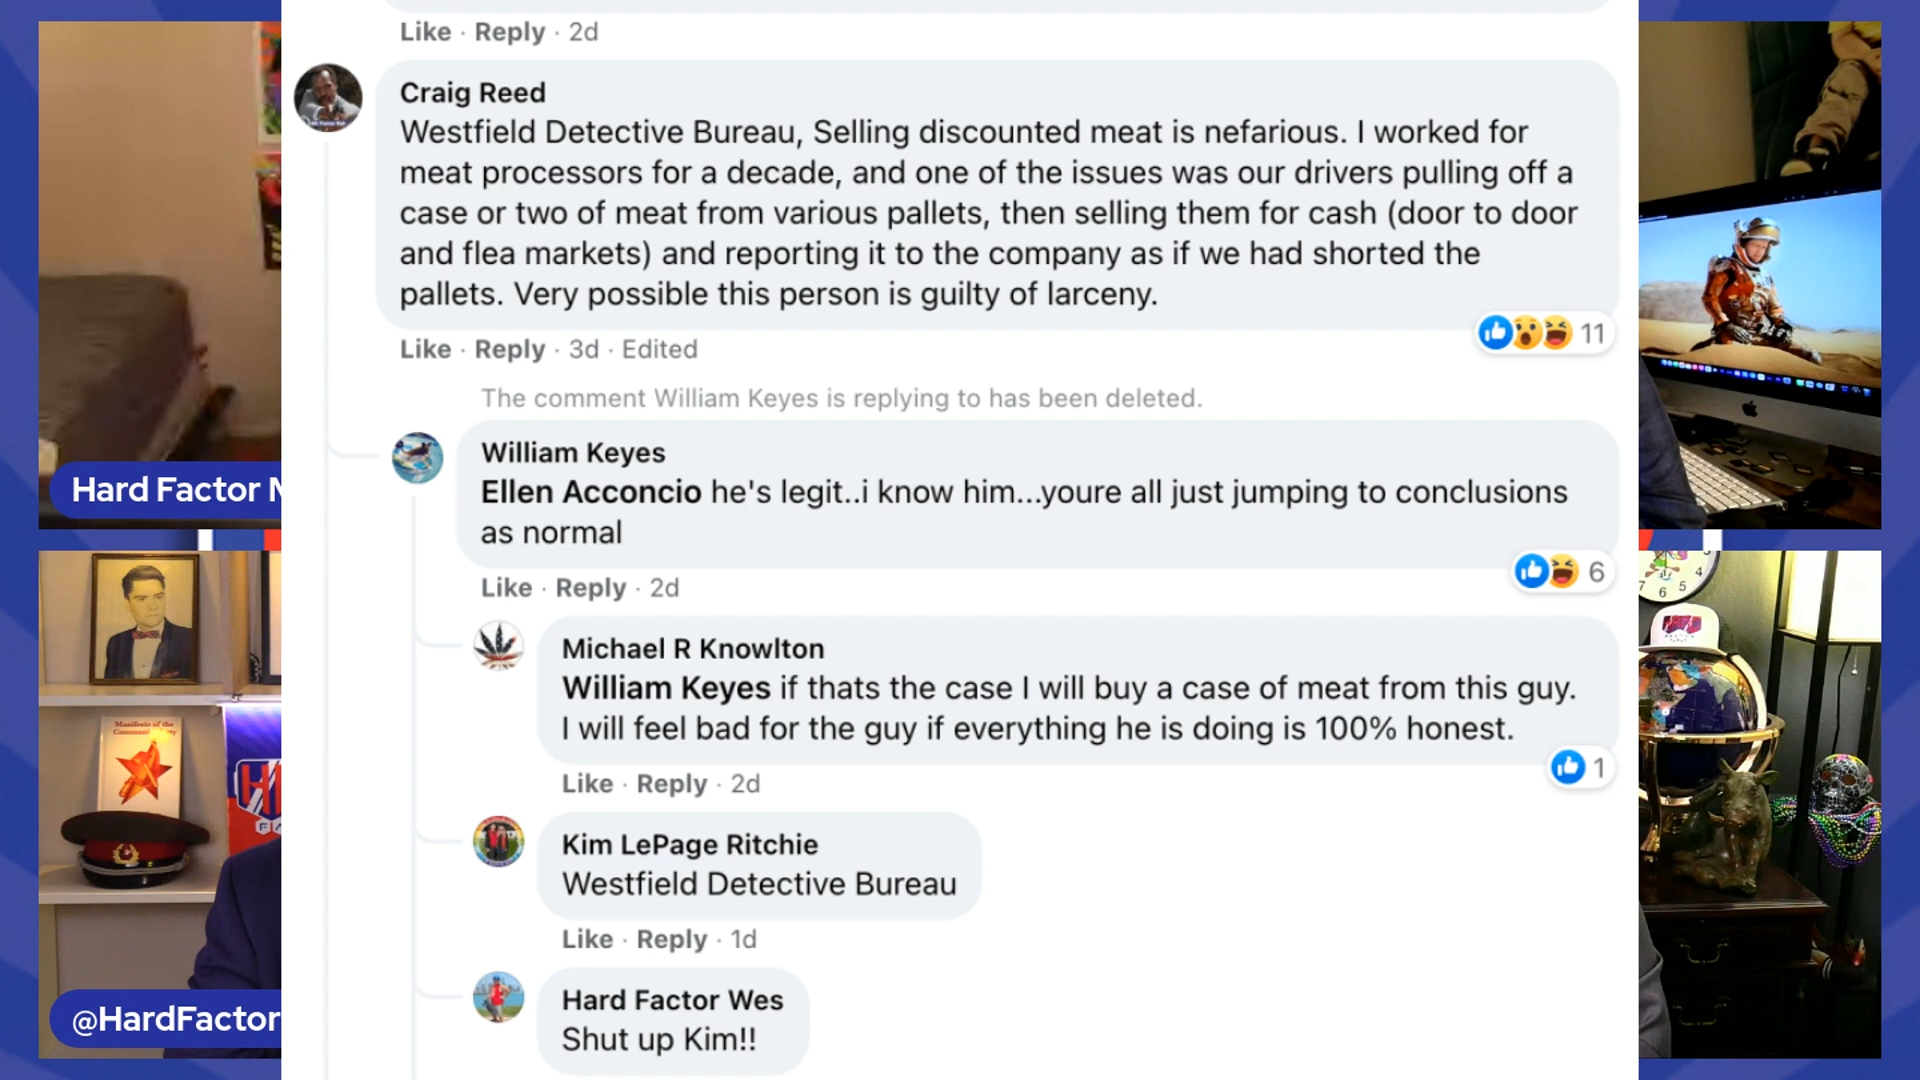 Like · Reply · 2d
Craig Reed
Westfield Detective Bureau, Selling discounted meat is nefarious. I worked for
meat processors for a decade, and one of the issues was our drivers pulling off a
case or two of meat from various pallets, then selling them for cash (door to door
and flea markets) and reporting it to the company as if we had shorted the
pallets. Very possible this person is guilty of larceny.
11
Like · Reply · 3d · Edited
The comment William Keyes is replying to has been deleted.
William Keyes
Ellen Acconcio he's legit..i know him...youre all just jumping to conclusions
as normal
6
Like · Reply · 2d
Michael R Knowlton
William Keyes if thats the case I will buy a case of meat from this guy.
I will feel bad for the guy if everything he is doing is 100% honest.
1
Like · Reply · 2d
Kim LePage Ritchie
Westfield Detective Bureau
Like · Reply · 1d
Hard Factor Wes
Shut up Kim!!
Hard Factor
@HardFactor
Manifesto of the
7 6 5 4